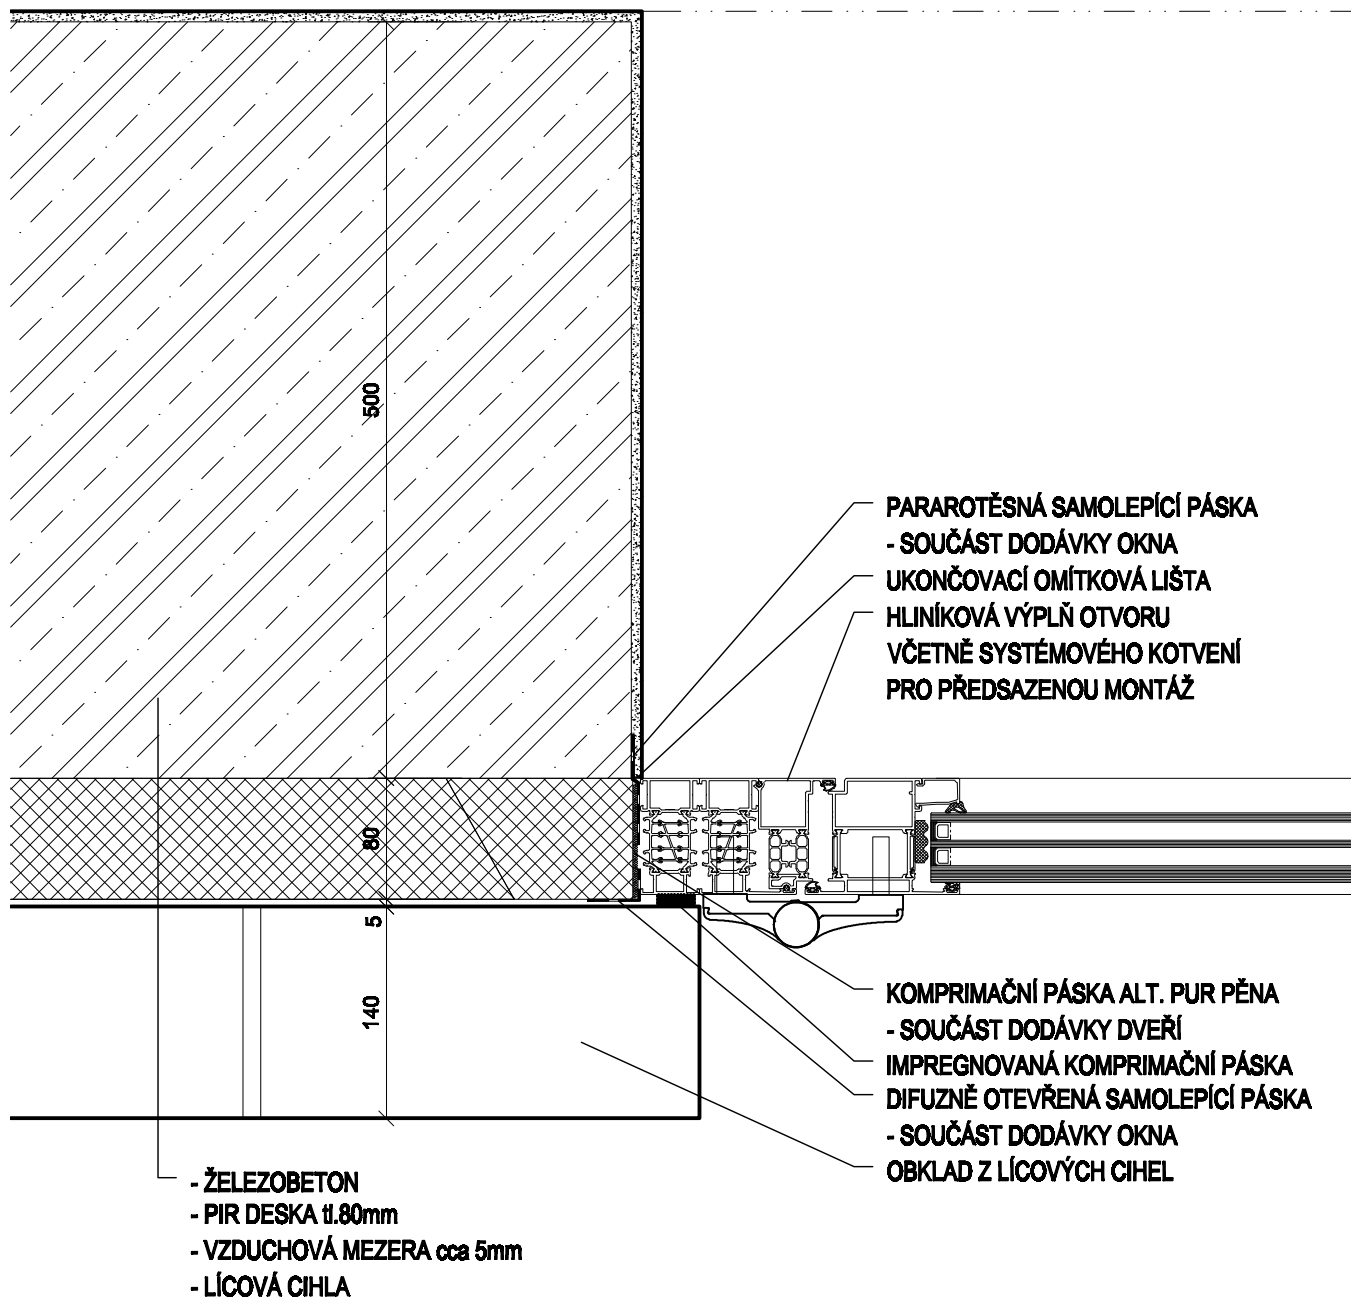 500
PARAROTĚSNÁ SAMOLEPÍCÍ PÁSKA
- SOUČÁST DODÁVKY OKNA
UKONČOVACÍ OMÍTKOVÁ LIŠTA
HLINÍKOVÁ VÝPLŇ OTVORU
VČETNĚ SYSTÉMOVÉHO KOTVENÍ
PRO PŘEDSAZENOU MONTÁŽ
80
5
140
KOMPRIMAČNÍ PÁSKA ALT. PUR PĚNA
- SOUČÁST DODÁVKY DVEŘÍ
IMPREGNOVANÁ KOMPRIMAČNÍ PÁSKA
DIFUZNĚ OTEVŘENÁ SAMOLEPÍCÍ PÁSKA
- SOUČÁST DODÁVKY OKNA
OBKLAD Z LÍCOVÝCH CIHEL
- ŽELEZOBETON
- PIR DESKA tl.80mm
- VZDUCHOVÁ MEZERA cca 5mm
- LÍCOVÁ CIHLA